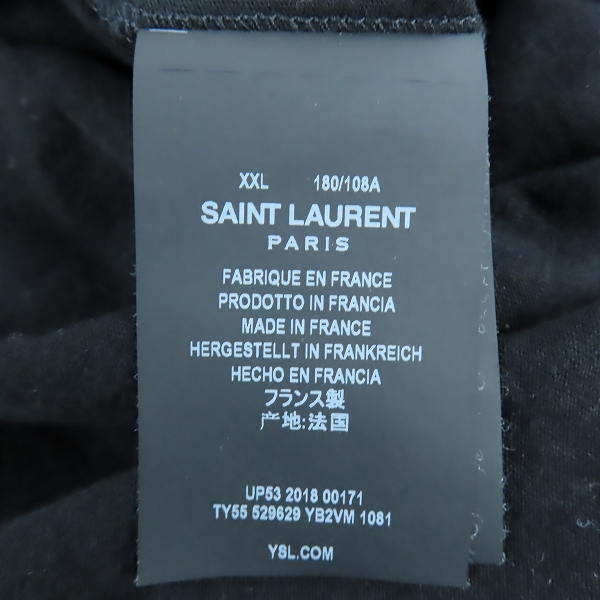 XXL 180/108A
SAINT LAURENT
PARIS
FABRIQUE EN FRANCE
PRODOTTO IN FRANCIA
MADE IN FRANCE
HERGESTELLT IN FRANKREICH
HECHO EN FRANCIA
フランス製
产地:法国
UP53 2018 00171
TY55 529629 YB2VM 1081
YSL.COM